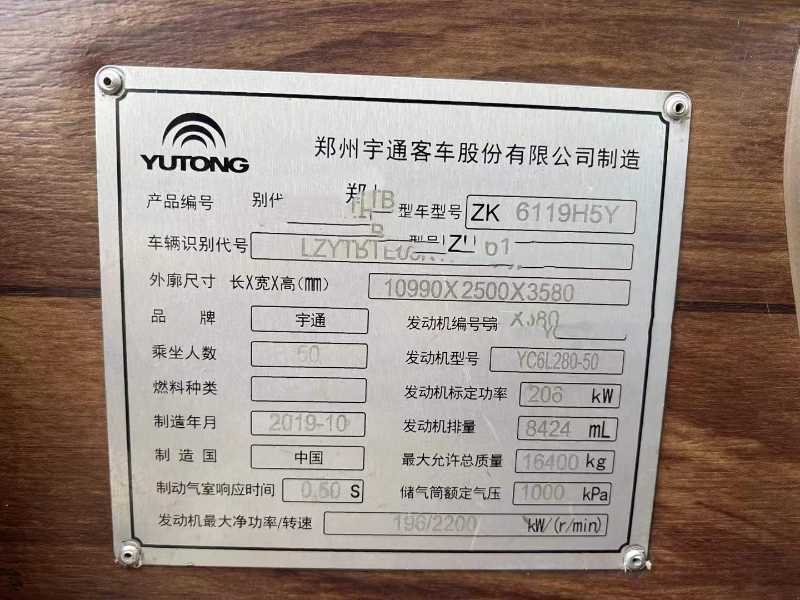 YUTONG 郑州宇通客车股份有限公司制造
产品编号 别代 型车型号 ZK 6119H5Y
车辆识别代号
外廓尺寸 长X宽X高(mm) 10990X2500X3580
品牌 宇通 发动机编号
乘坐人数 50 发动机型号 YC6L280-50
燃料种类 发动机标定功率 206 kW
制造年月 2019-10 发动机排量 8424 mL
制造国 中国 最大允许总质量 16400 kg
制动气室响应时间 0.60 S 储气筒额定气压 1000 kPa
发动机最大净功率/转速 196/2200 kW/(r/min)